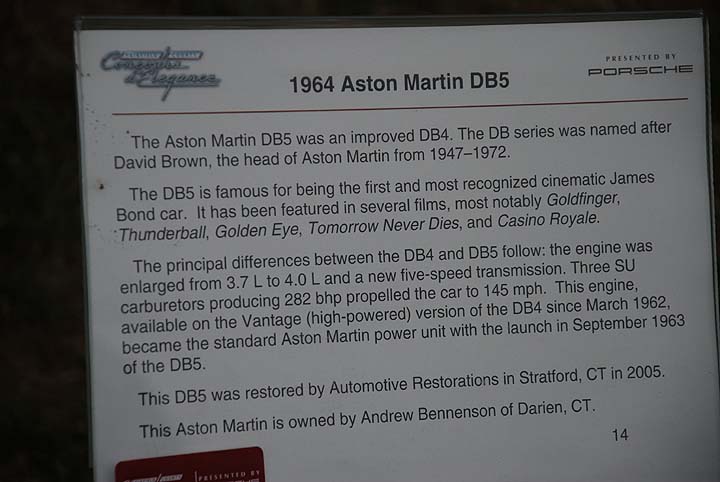 Concours d'Elegance
PRESENTED BY
PORSCHE
1964 Aston Martin DB5
The Aston Martin DB5 was an improved DB4. The DB series was named after
David Brown, the head of Aston Martin from 1947–1972.
The DB5 is famous for being the first and most recognized cinematic James
Bond car. It has been featured in several films, most notably Goldfinger,
Thunderball, Golden Eye, Tomorrow Never Dies, and Casino Royale.
The principal differences between the DB4 and DB5 follow: the engine was
enlarged from 3.7 L to 4.0 L and a new five-speed transmission. Three SU
carburetors producing 282 bhp propelled the car to 145 mph. This engine,
available on the Vantage (high-powered) version of the DB4 since March 1962,
became the standard Aston Martin power unit with the launch in September 1963
of the DB5.
This DB5 was restored by Automotive Restorations in Stratford, CT in 2005.
This Aston Martin is owned by Andrew Bennenson of Darien, CT.
14
PRESENTED BY